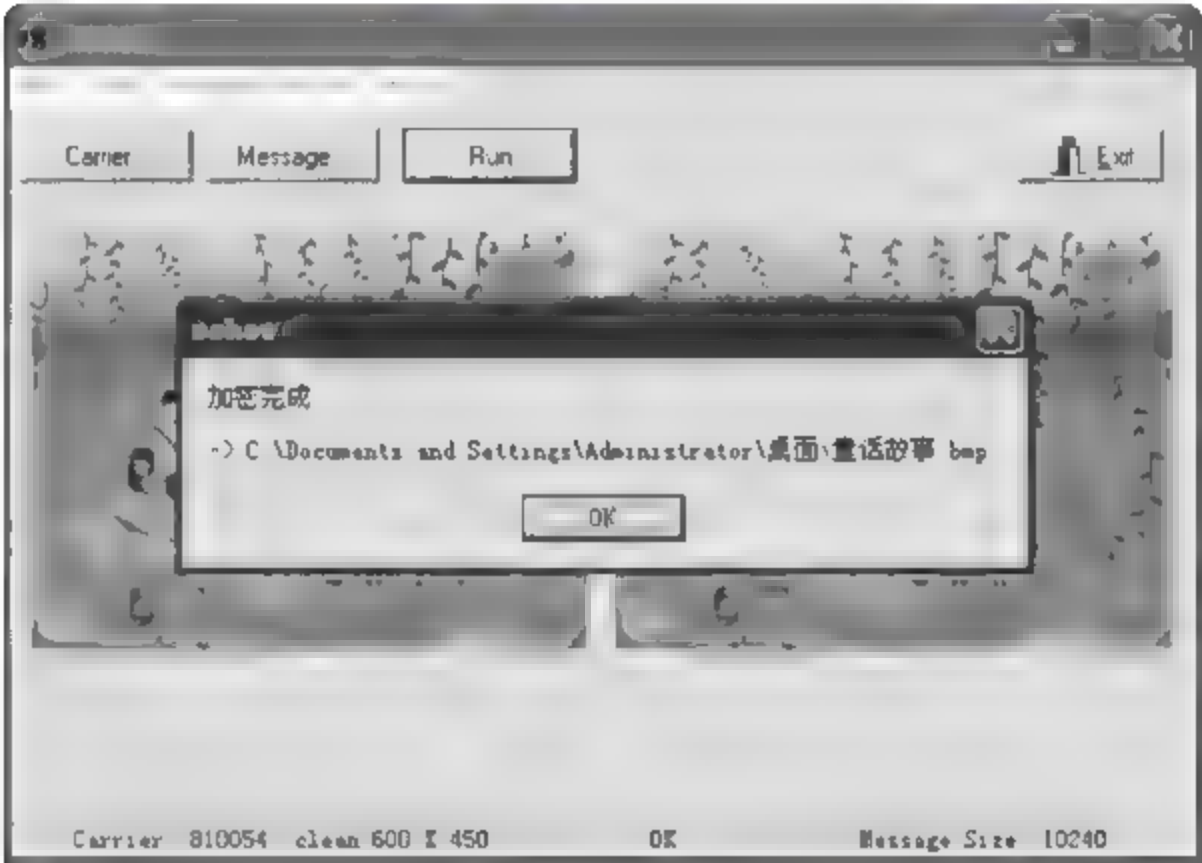 Carrier Message Run Exit
加密完成
-> C:\Documents and Settings\Administrator\桌面\童话故事.bmp
OK
Carrier 810054 clean 600 X 450 OK Message Size 10240